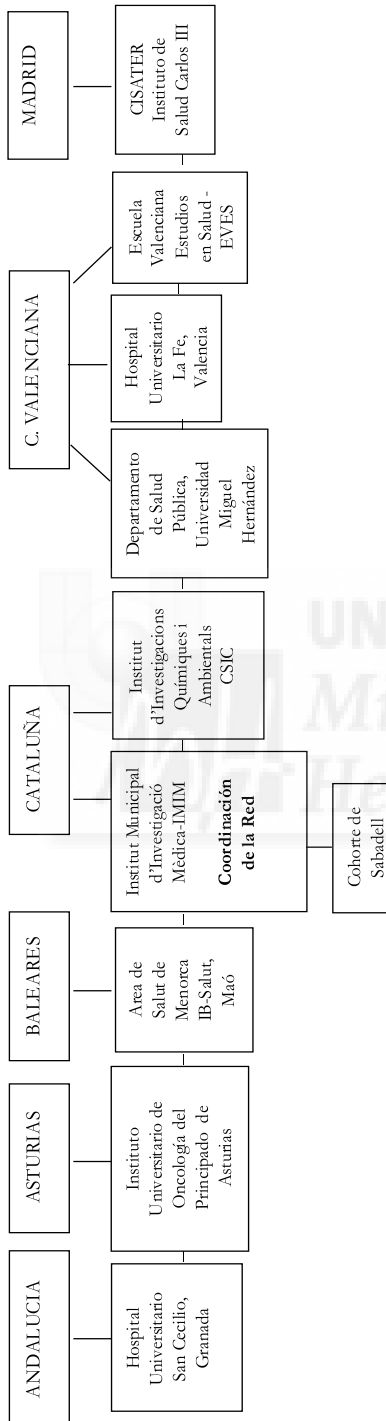 ANDALUCIA
ASTURIAS
BALEARES
CATALUÑA
C. VALENCIANA
MADRID
Hospital
Universitario
San Cecilio,
Granada
Instituto
Universitario de
Oncología del
Principado de
Asturias
Area de
Salut de
Menorca
IB-Salut,
Maó
Institut Municipal
d'Investigació
Mèdica-IMIM
Coordinación
de la Red
Institut
d'Investigacions
Químiques i
Ambientals
CSIC
Departamento
de Salud
Pública,
Universidad
Miguel
Hernández
Hospital
Universitario
La Fe,
Valencia
Escuela
Valenciana
Estudios
en Salud -
EVES
CISATER
Instituto de
Salud Carlos III
Cohorte de
Sabadell